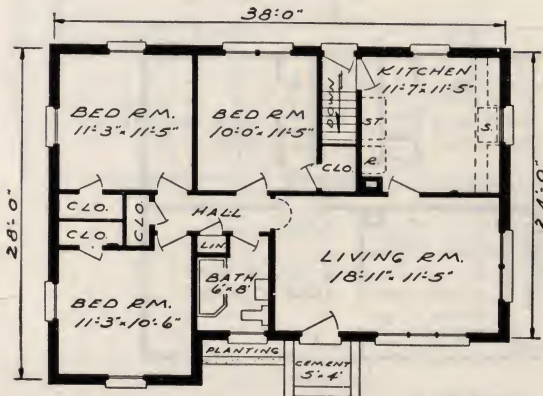 38'-0"
KITCHEN
11'-7" x 11'-5"
BED RM.
11'-3" x 11'-5"
BED RM
10'-0" x 11'-5"
DOWN
ST
S.
R.
CLO.
28'-0"
24'-0"
CLO.
CLO.
HALL
CLO.
LIN
LIVING RM.
18'-11" x 11'-5"
BATH
6' x 8'
BED RM.
11'-3" x 10'-6"
PLANTING
CEMENT
5' x 4'